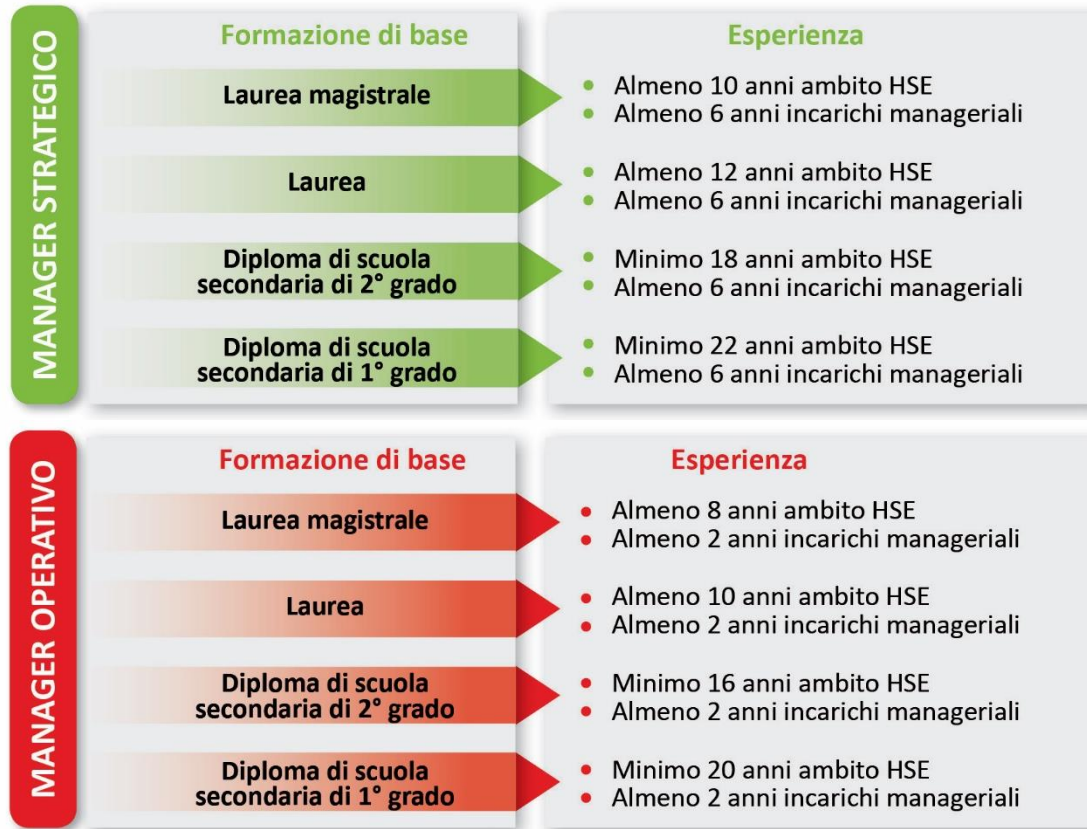 MANAGER STRATEGICO
Formazione di base
Esperienza
Laurea magistrale
• Almeno 10 anni ambito HSE
• Almeno 6 anni incarichi manageriali
Laurea
• Almeno 12 anni ambito HSE
• Almeno 6 anni incarichi manageriali
Diploma di scuola
secondaria di 2° grado
• Minimo 18 anni ambito HSE
• Almeno 6 anni incarichi manageriali
Diploma di scuola
secondaria di 1° grado
• Minimo 22 anni ambito HSE
• Almeno 6 anni incarichi manageriali
MANAGER OPERATIVO
Formazione di base
Esperienza
Laurea magistrale
• Almeno 8 anni ambito HSE
• Almeno 2 anni incarichi manageriali
Laurea
• Almeno 10 anni ambito HSE
• Almeno 2 anni incarichi manageriali
Diploma di scuola
secondaria di 2° grado
• Minimo 16 anni ambito HSE
• Almeno 2 anni incarichi manageriali
Diploma di scuola
secondaria di 1° grado
• Minimo 20 anni ambito HSE
• Almeno 2 anni incarichi manageriali